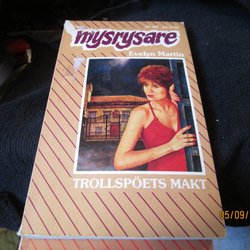 mysrysare
Evelyn Martin
TROLLSPÖETS MAKT
05/09/